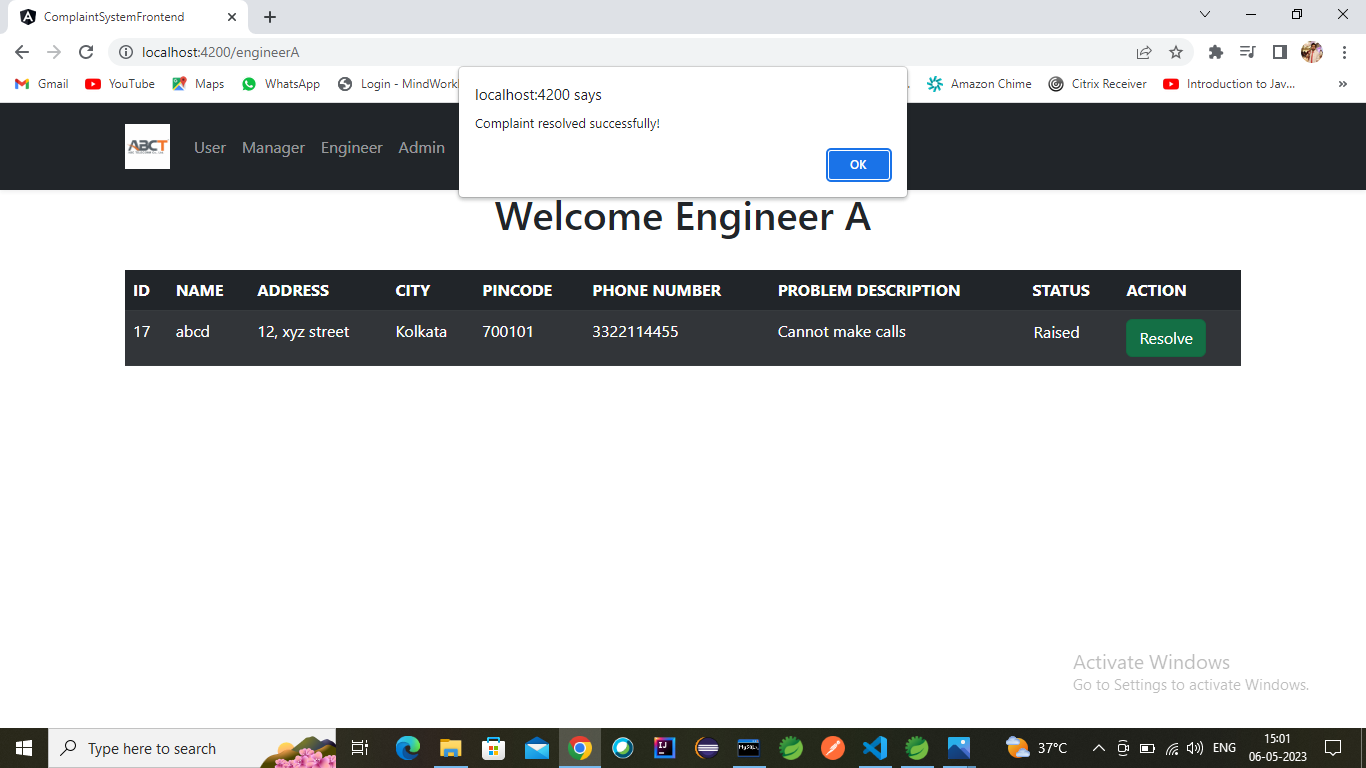 ComplaintSystemFrontend
localhost:4200/engineerA
Gmail YouTube Maps WhatsApp Login - MindWork Amazon Chime Citrix Receiver Introduction to Jav... »
localhost:4200 says
Complaint resolved successfully!
OK
ABCT User Manager Engineer Admin
Welcome Engineer A
ID NAME ADDRESS CITY PINCODE PHONE NUMBER PROBLEM DESCRIPTION STATUS ACTION
17 abcd 12, xyz street Kolkata 700101 3322114455 Cannot make calls Raised Resolve
Activate Windows
Go to Settings to activate Windows.
Type here to search
37°C ENG
15:01
06-05-2023